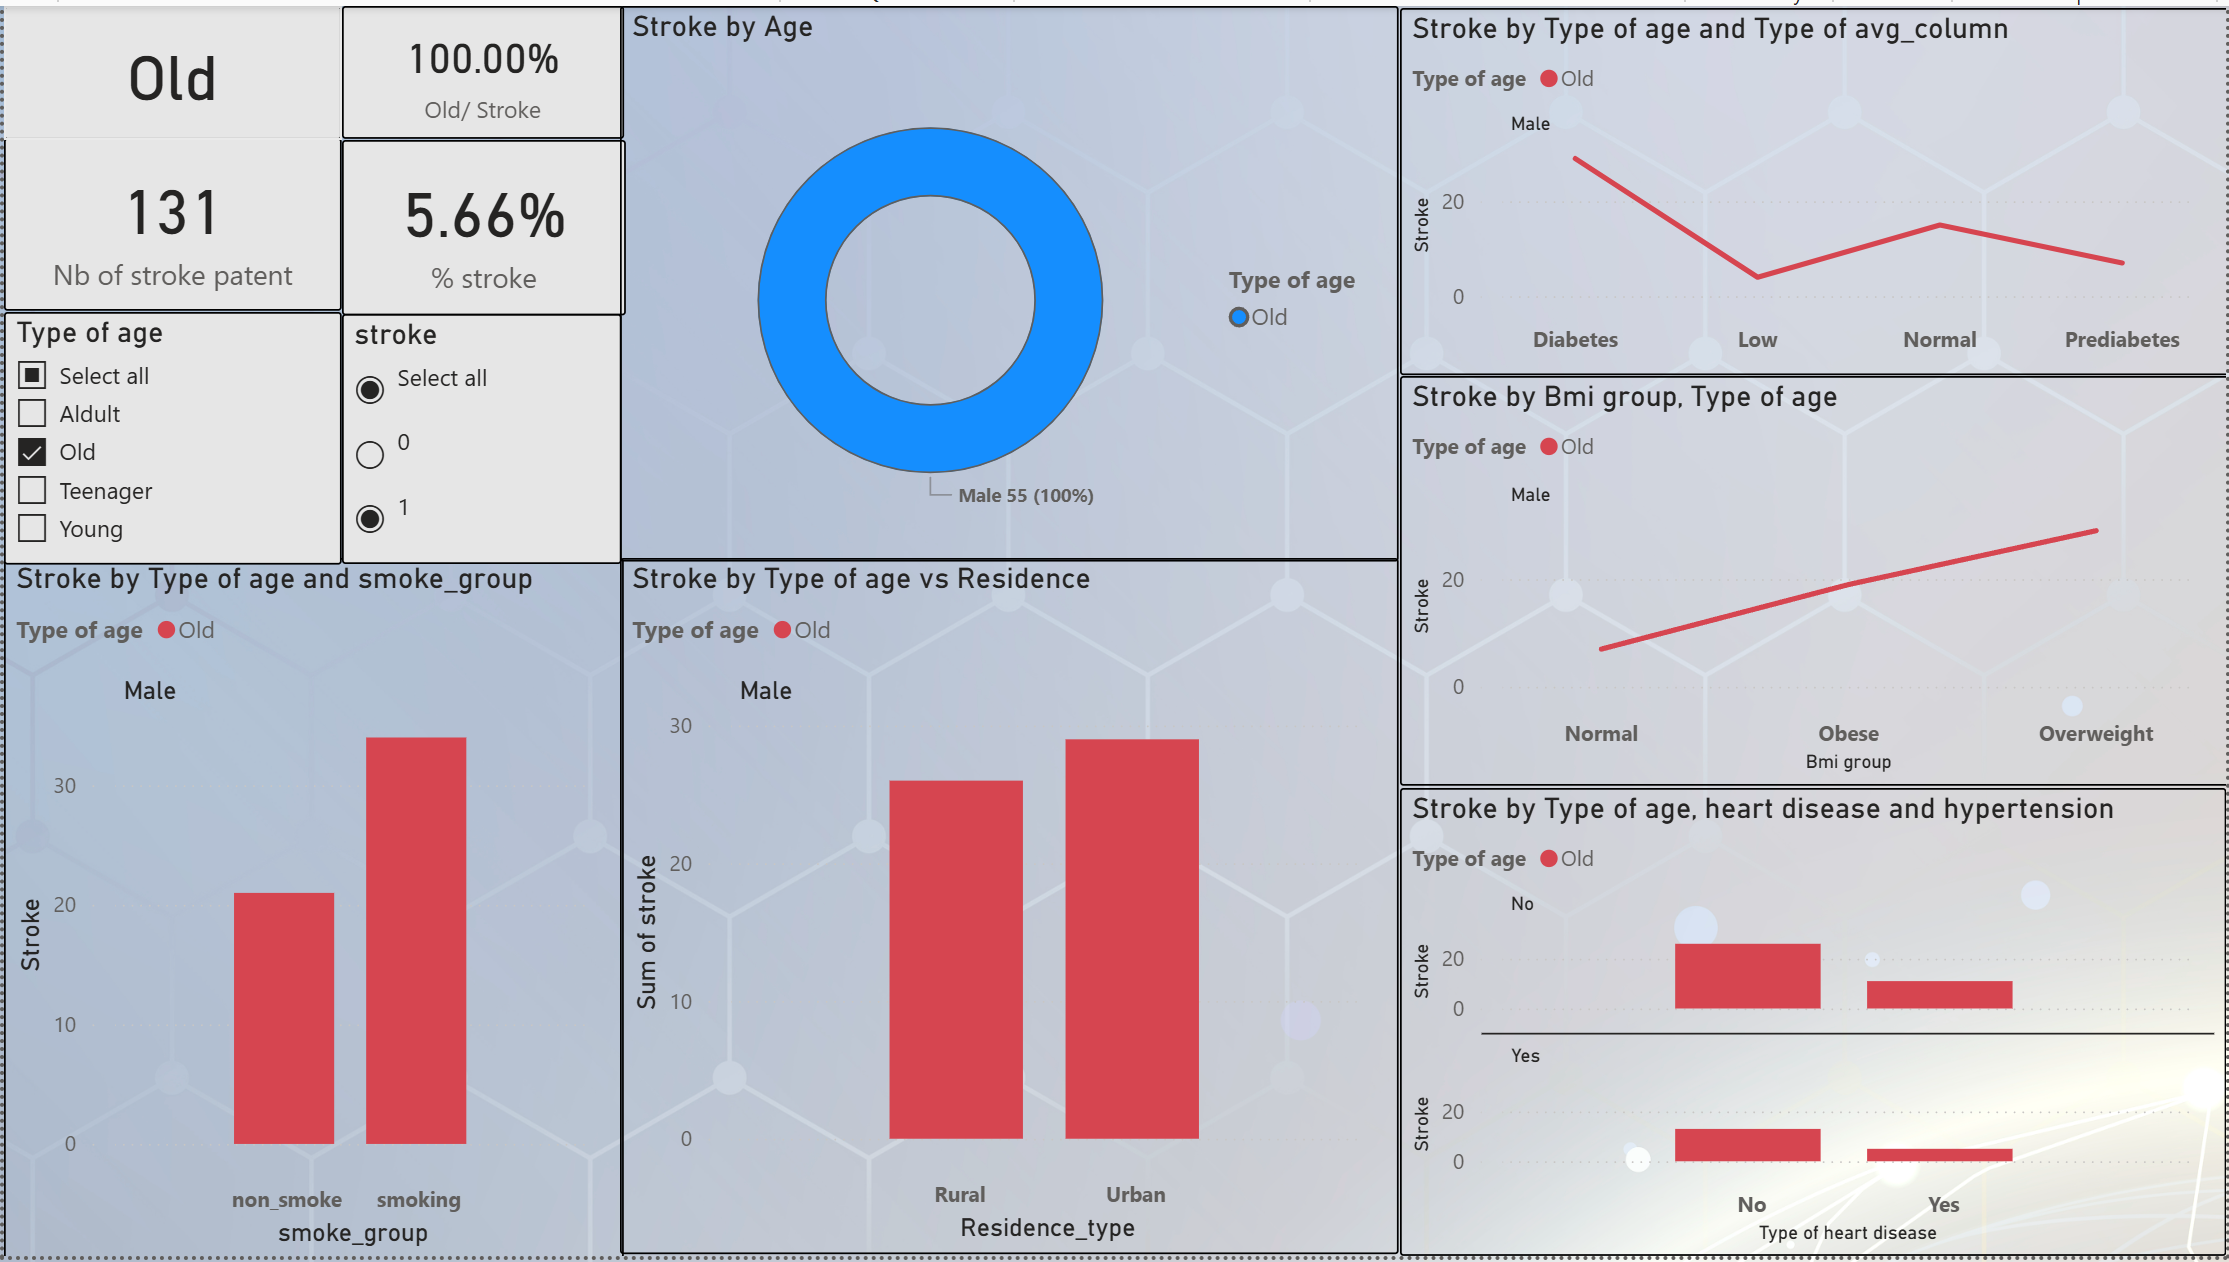 Old
100.00%
Old/ Stroke
131
Nb of stroke patent
5.66%
% stroke
Type of age
Select all
Aldult
Old
Teenager
Young
stroke
Select all
0
1
Stroke by Age
Male 55 (100%)
Type of age
Old
Stroke by Type of age and Type of avg_column
Type of age Old
Male
Stroke
20
0
Diabetes Low Normal Prediabetes
Stroke by Bmi group, Type of age
Type of age Old
Male
Stroke
20
0
Normal Obese Overweight
Bmi group
Stroke by Type of age and smoke_group
Type of age Old
Male
Stroke
30
20
10
0
non_smoke smoking
smoke_group
Stroke by Type of age vs Residence
Type of age Old
Male
Sum of stroke
30
20
10
0
Rural Urban
Residence_type
Stroke by Type of age, heart disease and hypertension
Type of age Old
No
Stroke
20
0
Yes
Stroke
20
0
No Yes
Type of heart disease